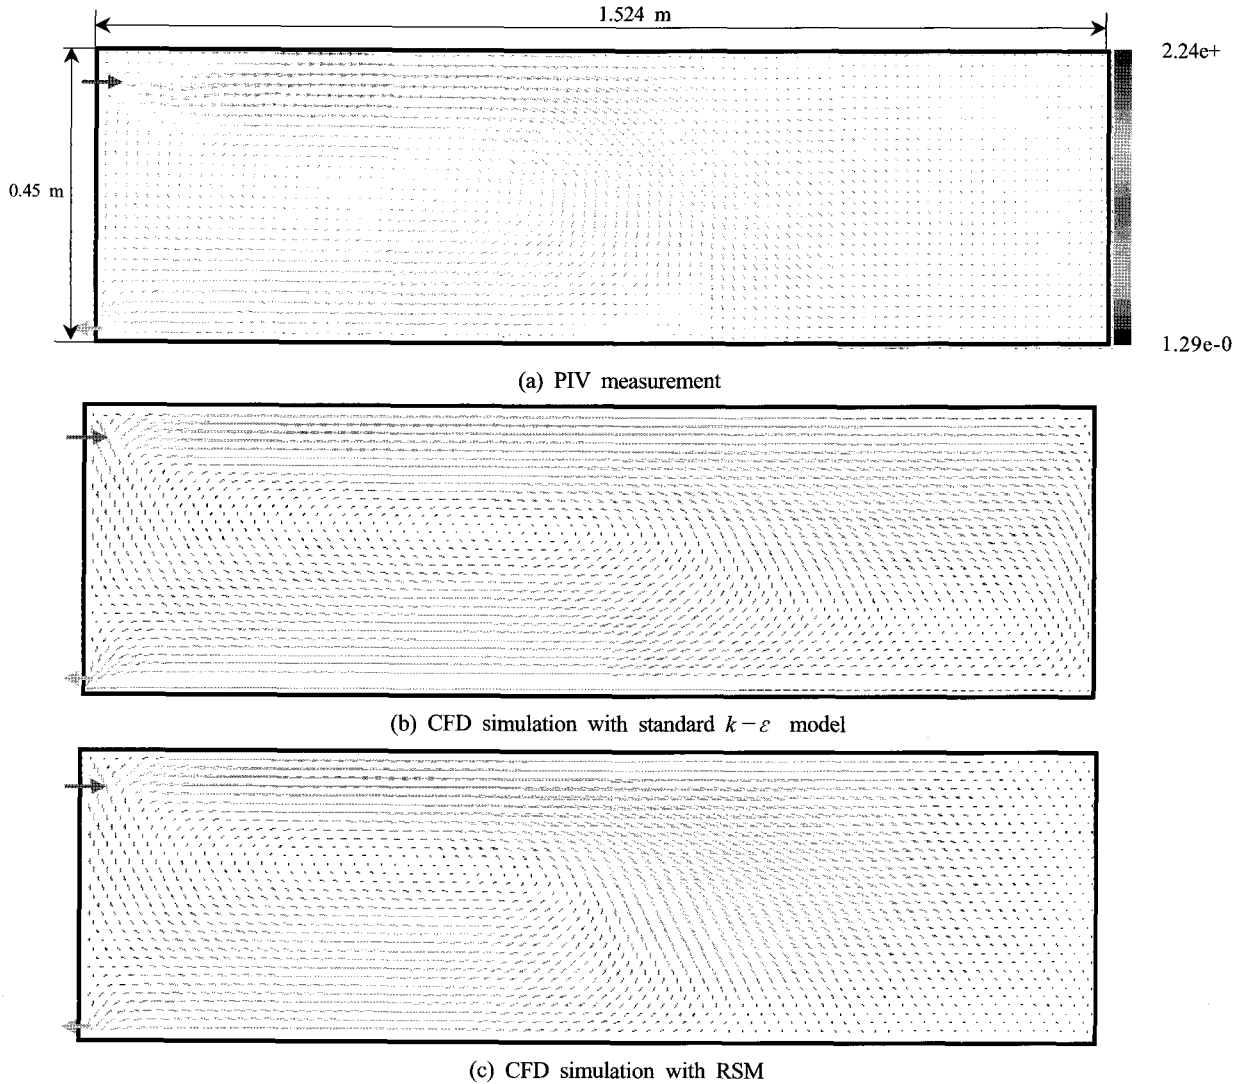 1.524 m
2.24e+
0.45 m
1.29e-0
(a) PIV measurement
(b) CFD simulation with standard k−ε model
(c) CFD simulation with RSM